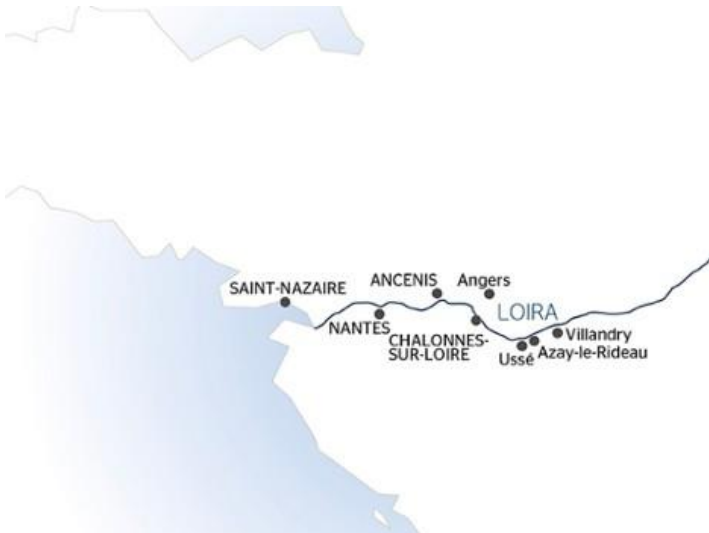 SAINT-NAZAIRE
ANCENIS
Angers
LOIRA
NANTES
CHALONNES-
SUR-LOIRE
Villandry
Azay-le-Rideau
Ussé